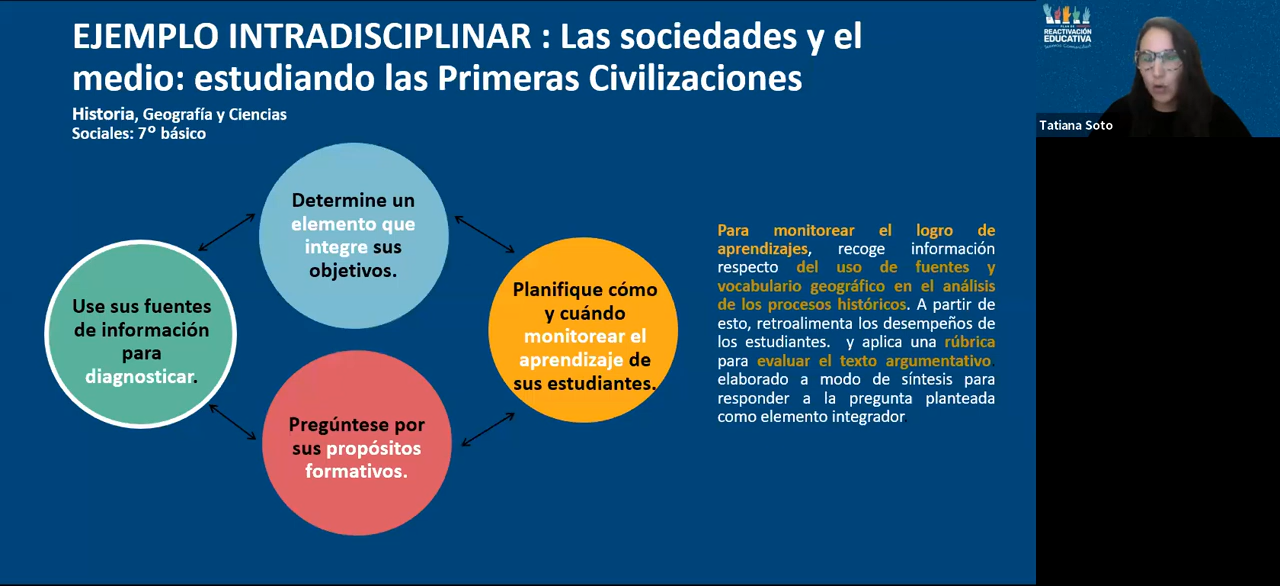 EJEMPLO INTRADISCIPLINAR : Las sociedades y el
medio: estudiando las Primeras Civilizaciones
Historia, Geografía y Ciencias
Sociales: 7° básico
Determine un
elemento que
integre sus
objetivos.
Use sus fuentes
de información
para
diagnosticar.
Planifique cómo
y cuándo
monitorear el
aprendizaje de
sus estudiantes.
Pregúntese por
sus propósitos
formativos.
Para monitorear el logro de
aprendizajes, recoge información
respecto del uso de fuentes y
vocabulario geográfico en el análisis
de los procesos históricos. A partir de
esto, retroalimenta los desempeños de
los estudiantes. y aplica una rúbrica
para evaluar el texto argumentativo
elaborado a modo de síntesis para
responder a la pregunta planteada
como elemento integrador
REACTIVACIÓN
EDUCATIVA
Tatiana Soto